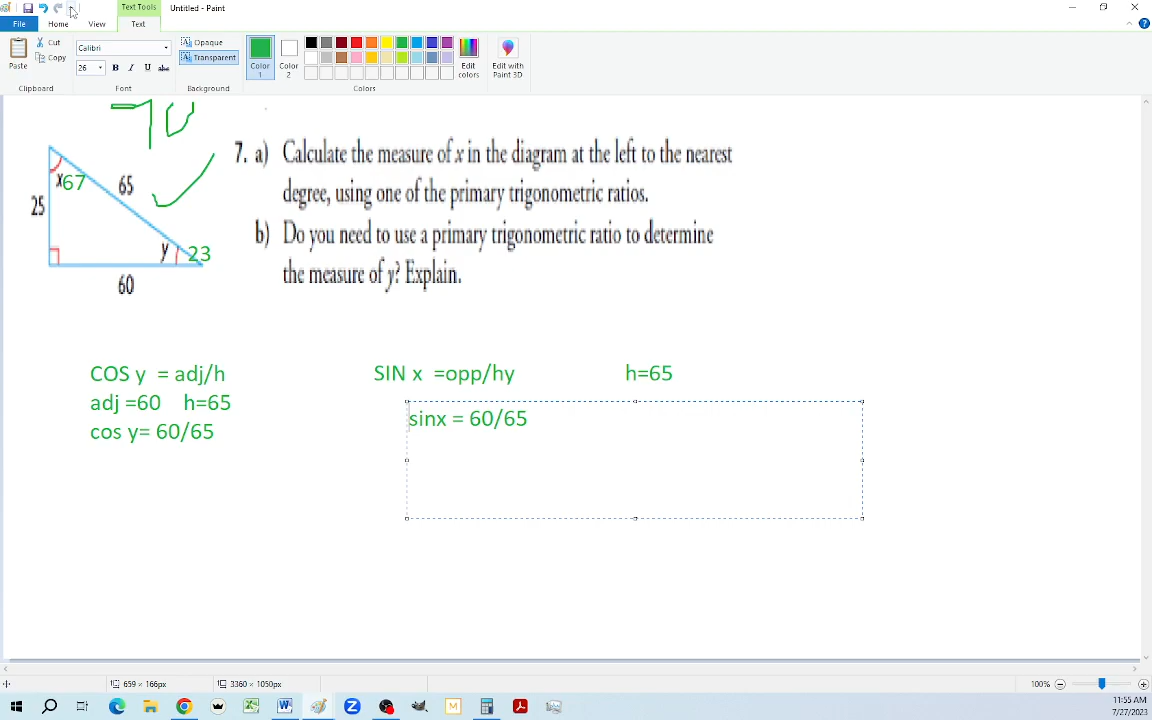 Text Tools
Untitled - Paint
File
Home
View
Text
Paste
Cut
Copy
Clipboard
Calibri
26
B I U abc
Font
Opaque
Transparent
Background
Color 1
Color 2
Edit colors
Edit with Paint 3D
Colors
7. a) Calculate the measure of x in the diagram at the left to the nearest
degree, using one of the primary trigonometric ratios.
b) Do you need to use a primary trigonometric ratio to determine
the measure of y? Explain.
x67
65
25
y 23
60
COS y = adj/h
adj =60 h=65
cos y= 60/65
SIN x =opp/hy h=65
sinx = 60/65
659 × 166px
3360 × 1050px
100%
11:55 AM
7/27/2023